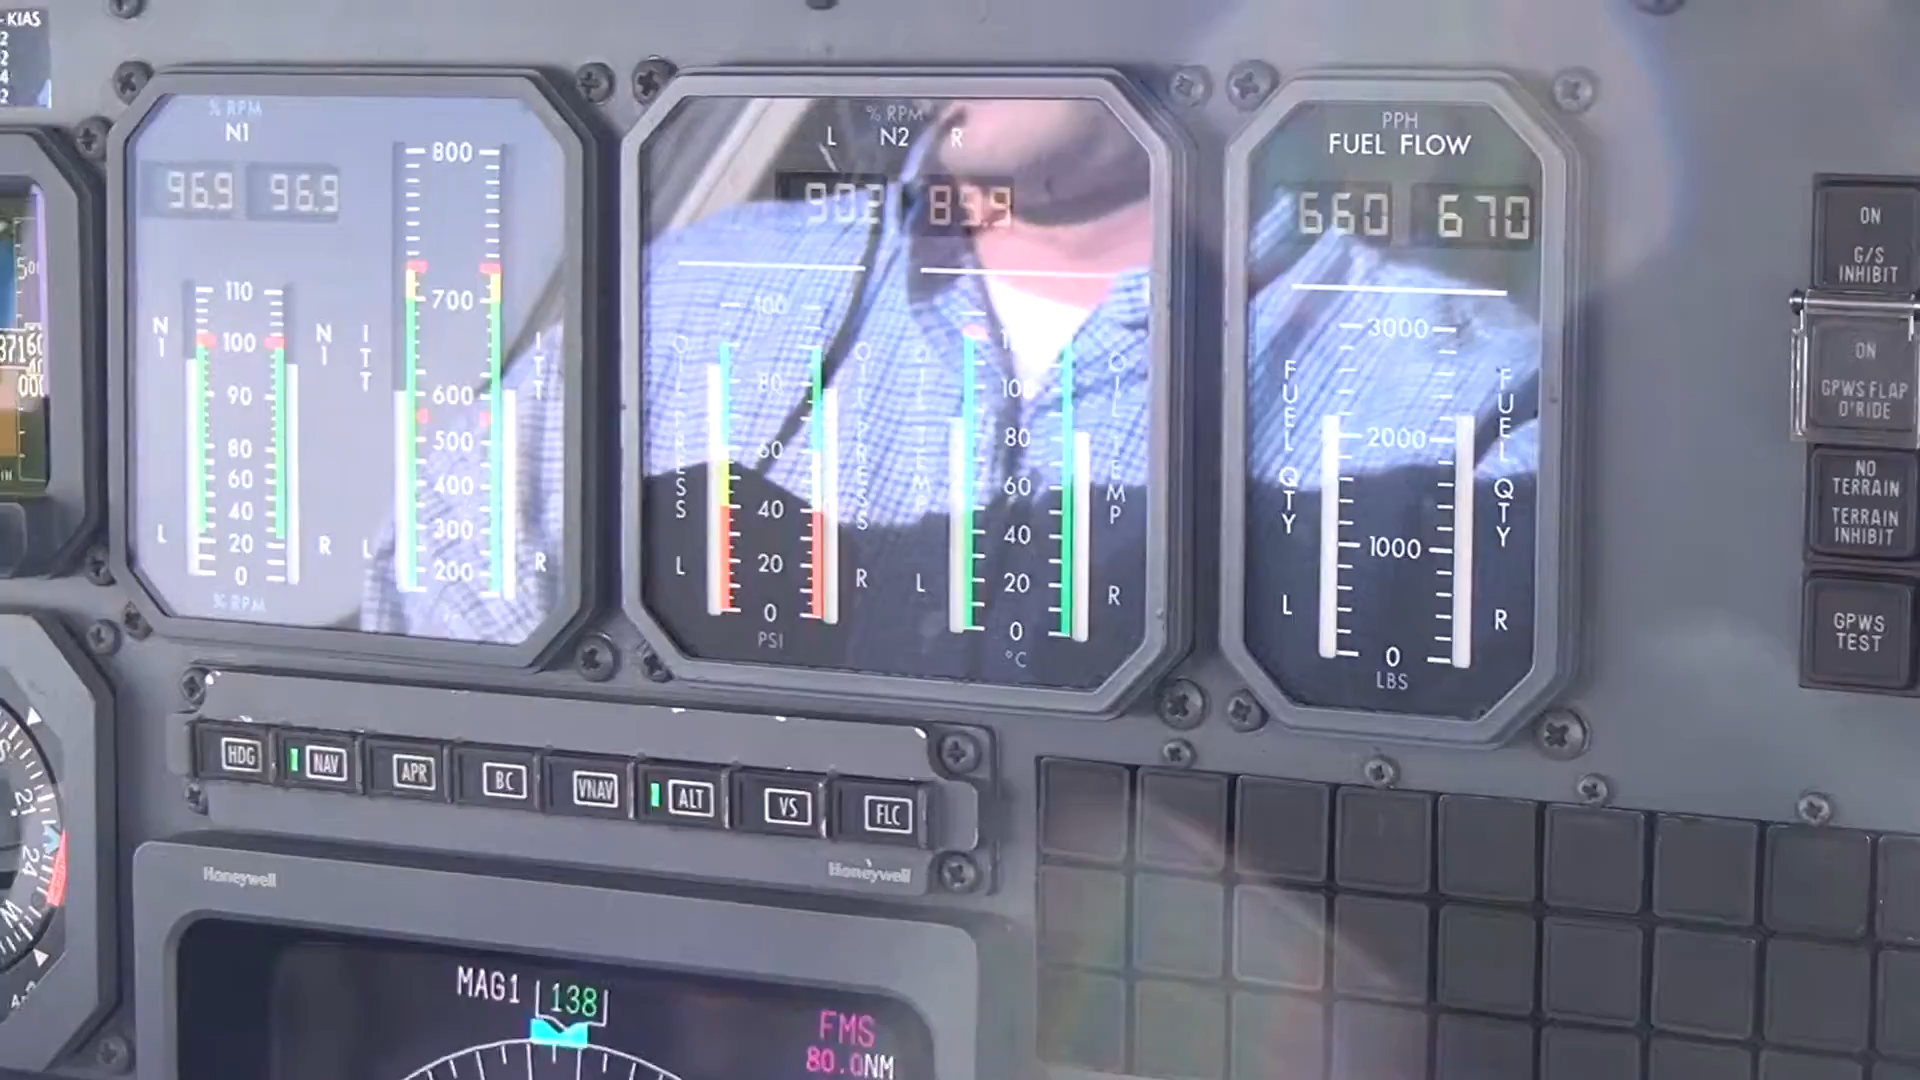 - KIAS
% RPM
N1
96.9 96.9
110
100
90
80
60
40
20
0
% RPM
N1
N1
L
R
800
700
600
500
400
300
200
ITT
ITT
L
R
% RPM
L N2 R
90.2
100
80
60
40
20
0
PSI
OIL PRESS
OIL PRESS
L
R
100
80
60
40
20
0
°C
OIL TEMP
OIL TEMP
L
R
PPH
FUEL FLOW
660 670
3000
2000
1000
0
LBS
FUEL QTY
FUEL QTY
L
R
ON
G/S
INHIBIT
ON
GPWS FLAP
O'RIDE
NO
TERRAIN
TERRAIN
INHIBIT
GPWS
TEST
HDG NAV APR BC VNAV ALT VS FLC
Honeywell Honeywell
MAG1 138
FMS
80.0NM
21
24
W